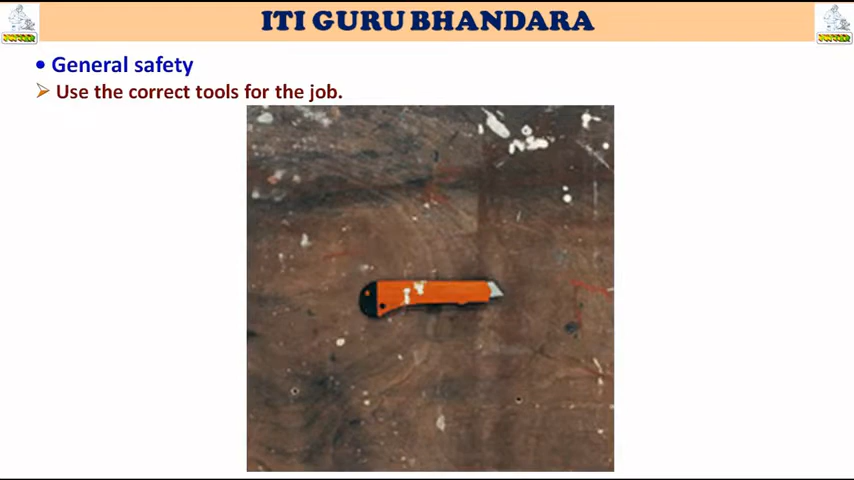 ITI GURU BHANDARA
• General safety
➢ Use the correct tools for the job.